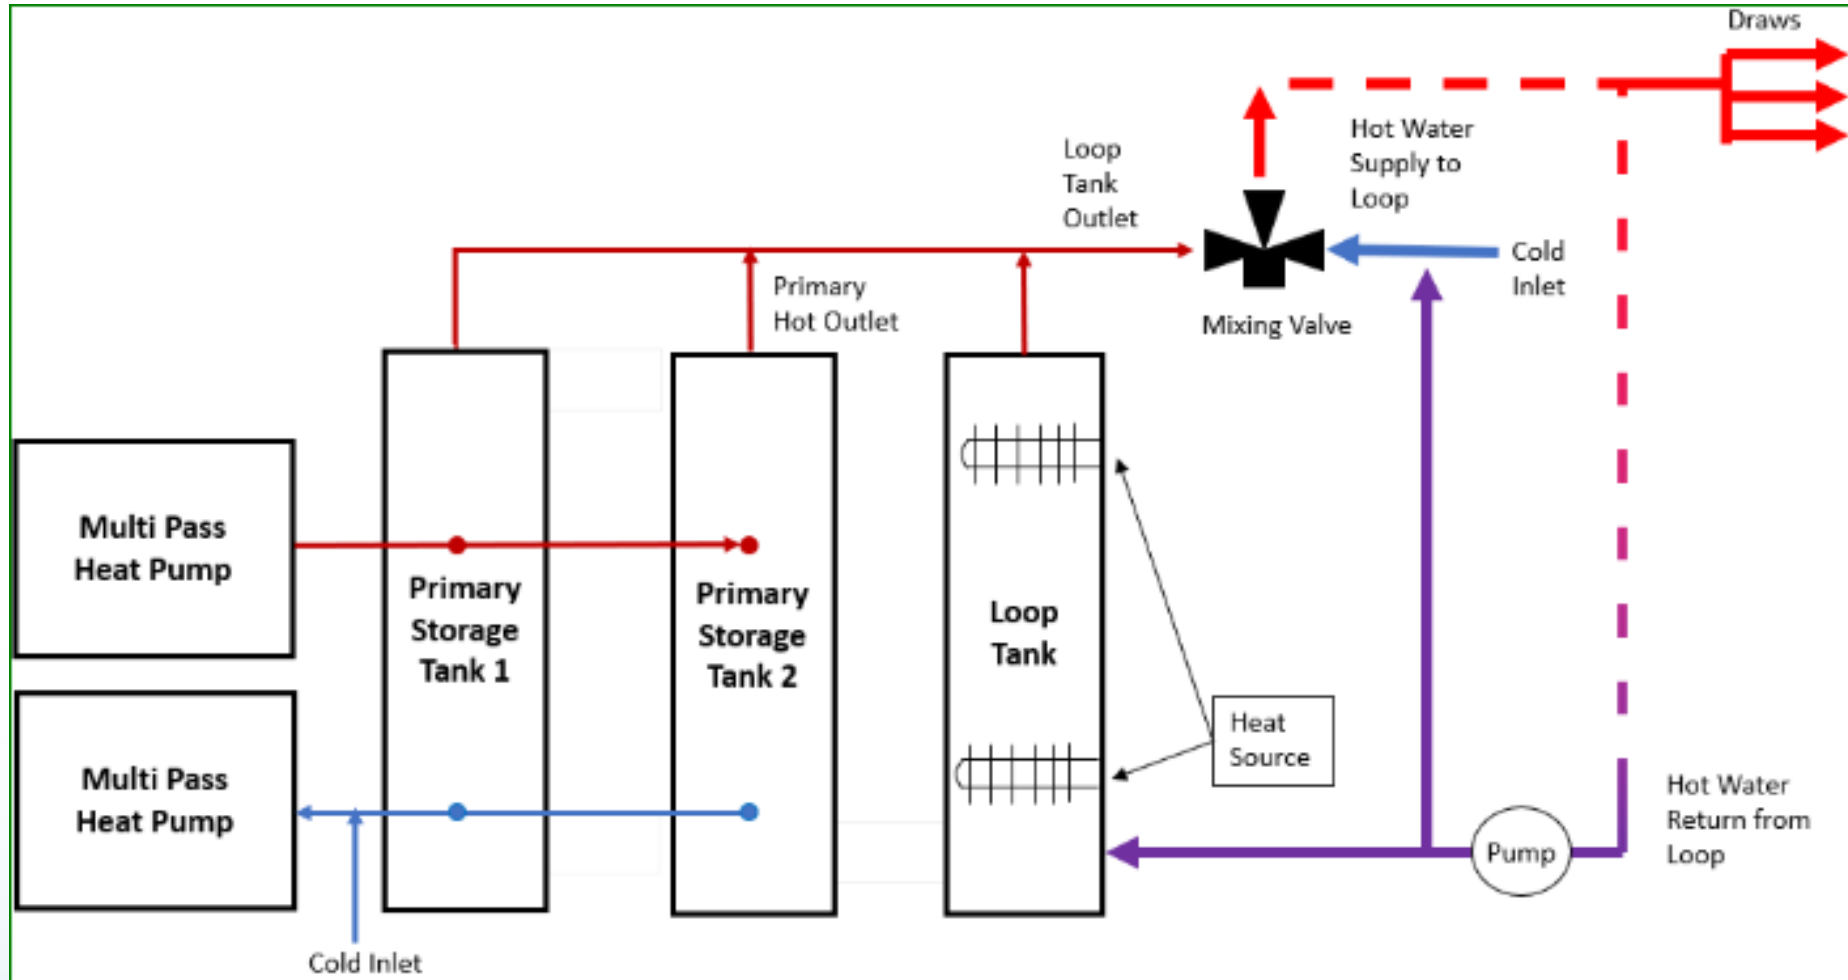 Draws
Hot Water
Supply to
Loop
Loop
Tank
Outlet
Cold
Inlet
Primary
Hot Outlet
Mixing Valve
Multi Pass
Heat Pump
Primary
Storage
Tank 1
Primary
Storage
Tank 2
Loop
Tank
Heat
Source
Multi Pass
Heat Pump
Hot Water
Return from
Loop
Pump
Cold Inlet